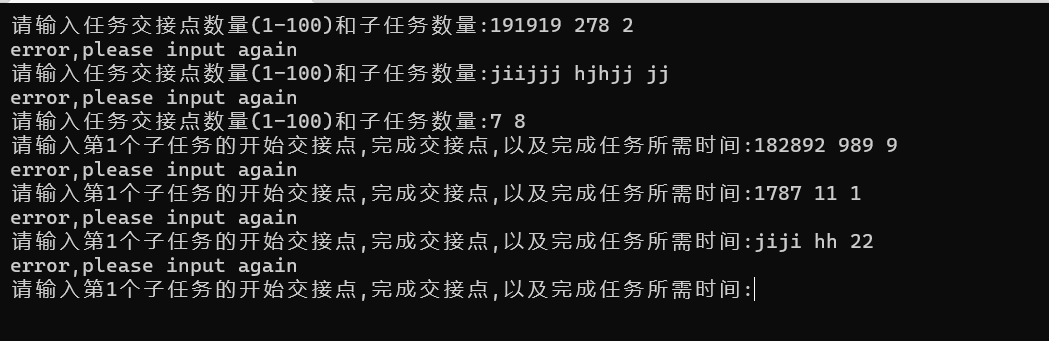 请输入任务交接点数量(1-100)和子任务数量:191919 278 2
error,please input again
请输入任务交接点数量(1-100)和子任务数量:jiijjj hjhjj jj
error,please input again
请输入任务交接点数量(1-100)和子任务数量:7 8
请输入第1个子任务的开始交接点,完成交接点,以及完成任务所需时间:182892 989 9
error,please input again
请输入第1个子任务的开始交接点,完成交接点,以及完成任务所需时间:1787 11 1
error,please input again
请输入第1个子任务的开始交接点,完成交接点,以及完成任务所需时间:jiji hh 22
error,please input again
请输入第1个子任务的开始交接点,完成交接点,以及完成任务所需时间: